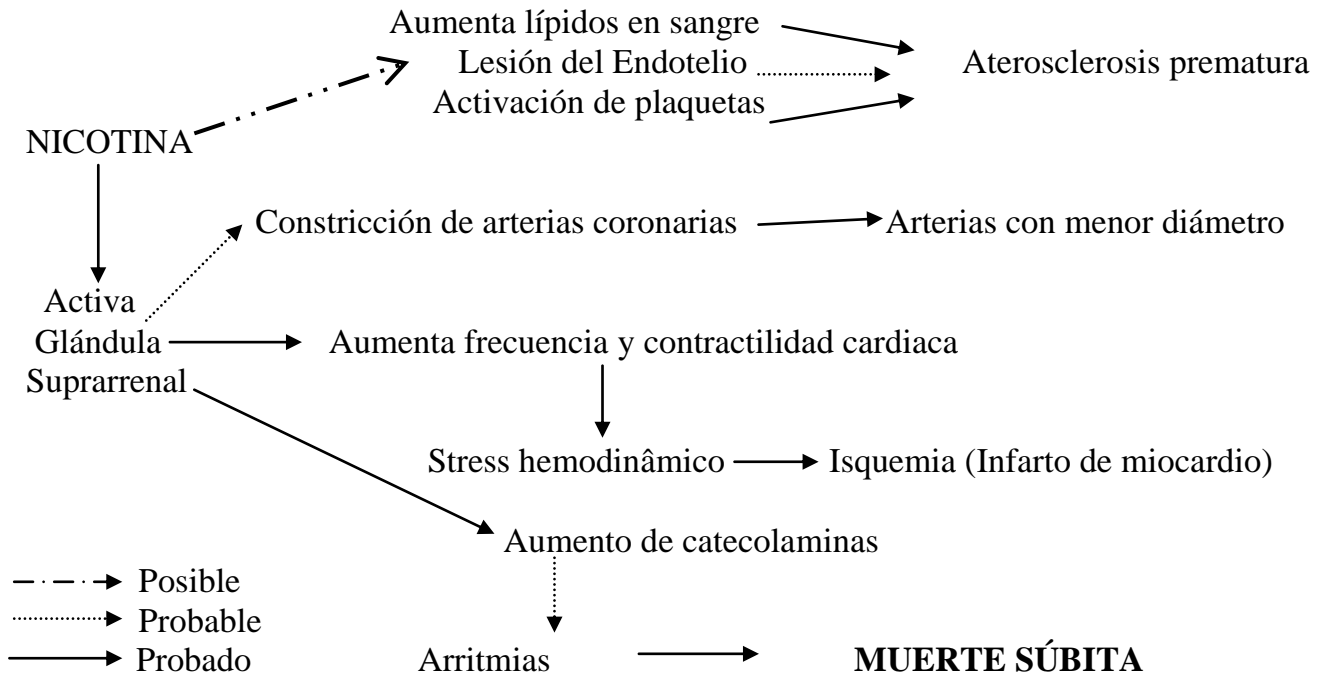 Aumenta lípidos en sangre
Lesión del Endotelio
Aterosclerosis prematura
Activación de plaquetas
NICOTINA
Constricción de arterias coronarias
Arterias con menor diámetro
Activa
Glándula
Aumenta frecuencia y contractilidad cardiaca
Suprarrenal
Stress hemodinâmico
Isquemia (Infarto de miocardio)
Aumento de catecolaminas
Posible
Probable
Probado
Arritmias
MUERTE SÚBITA